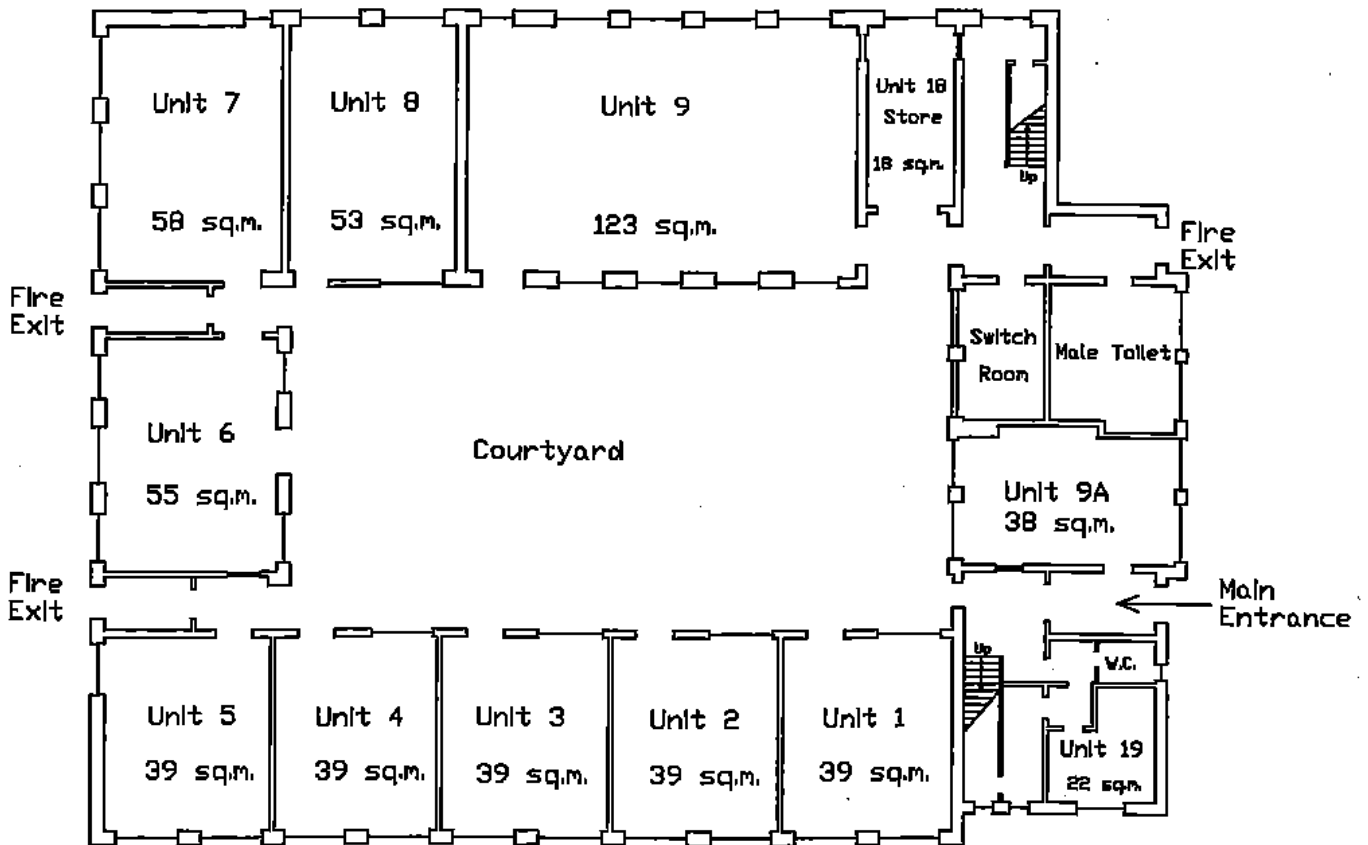 Unit 7
58 sq.m.
Unit 8
53 sq.m.
Unit 9
123 sq.m.
Unit 18
Store
18 sq.m.
Up
Fire
Exit
Fire
Exit
Switch
Room
Male Toilet
Unit 6
55 sq.m.
Courtyard
Unit 9A
38 sq.m.
Fire
Exit
Main
Entrance
Unit 5
39 sq.m.
Unit 4
39 sq.m.
Unit 3
39 sq.m.
Unit 2
39 sq.m.
Unit 1
39 sq.m.
Up
W.C.
Unit 19
22 sq.m.